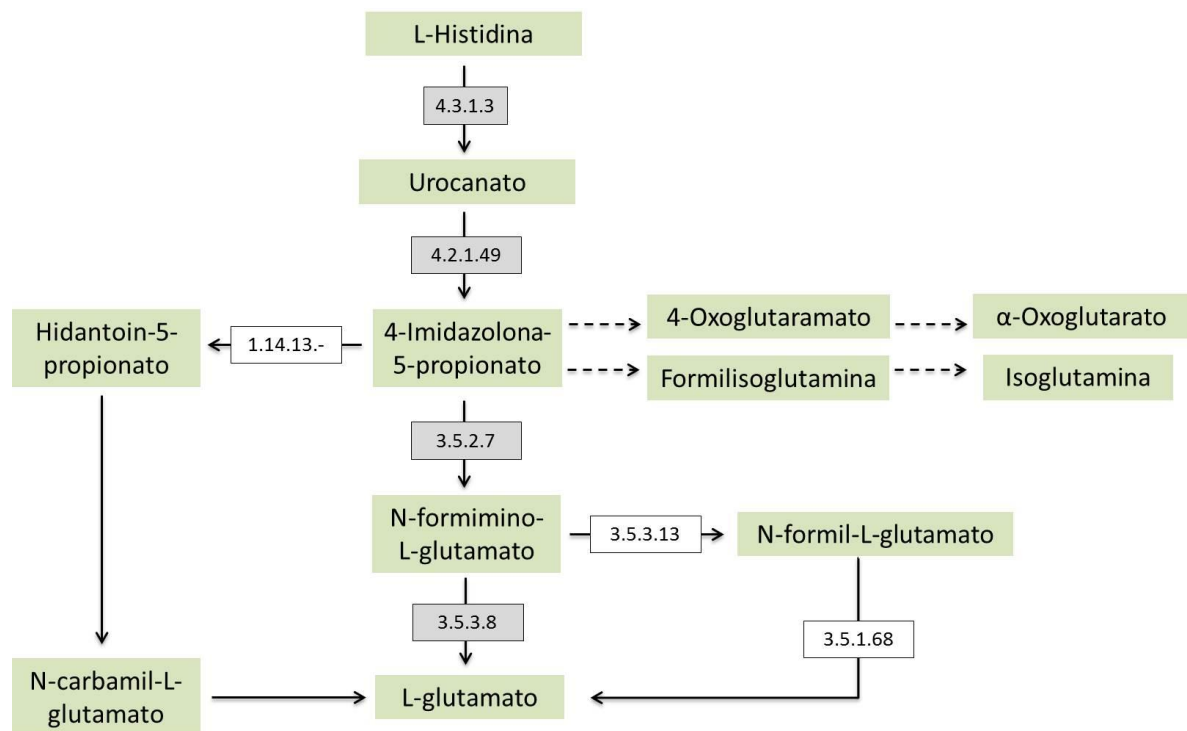 L-Histidina
4.3.1.3
Urocanato
4.2.1.49
Hidantoin-5-
propionato
1.14.13.-
4-Imidazolona-
5-propionato
4-Oxoglutaramato
α-Oxoglutarato
Formilisoglutamina
Isoglutamina
3.5.2.7
N-formimino-
L-glutamato
3.5.3.13
N-formil-L-glutamato
3.5.3.8
3.5.1.68
N-carbamil-L-
glutamato
L-glutamato